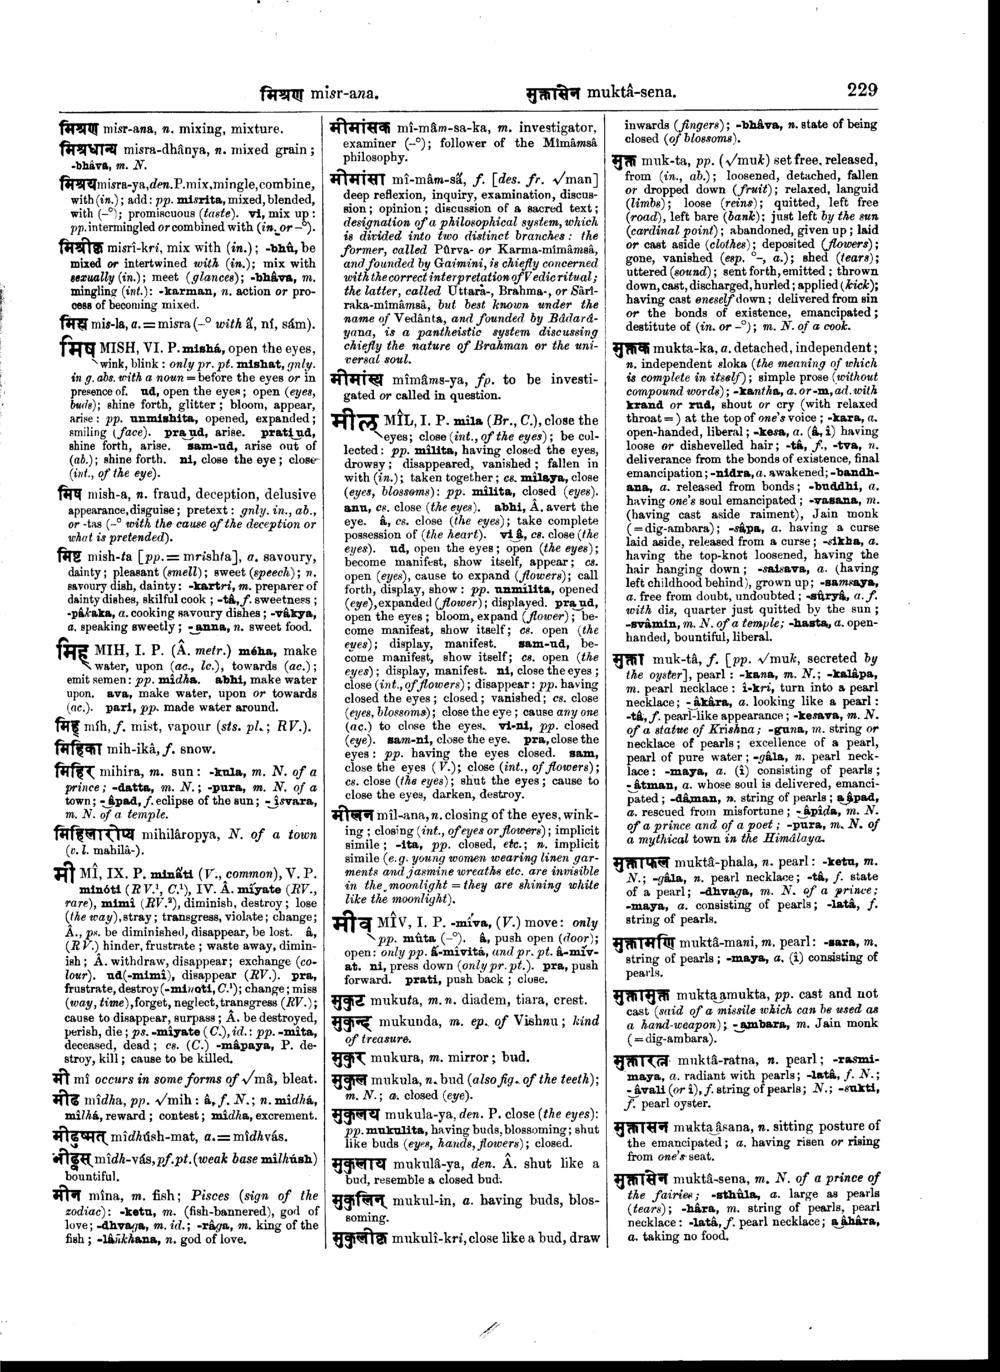 मिश्रण misr-ana.
मुक्तासेन muktâ-sena.
229
मिश्रण misr-ana, n. mixing, mixture.
मिश्रधान्य misra-dhânya, n. mixed grain;
-bhâva, m. N.
मिश्रय misra-ya, den. P. mix, mingle, combine,
with (in.); add: pp. misrita, mixed, blended,
with (-°); promiscuous (taste). vi, mix up:
pp. intermingled or combined with (in. or -°).
मिश्रीकृ misrî-kri, mix with (in.); -bhû, be
mixed or intertwined with (in.); mix with
sexually (in.); meet (glances); -bhâva, m.
mingling (int.): -karman, n. action or pro-
cess of becoming mixed.
मिस्ल mis-la, a. = misra (-° with ấ, ní, sám).
मिष MISH, VI. P. mishá, open the eyes,
wink, blink: only pr. pt. mishat, gnly.
in g. abs. with a noun = before the eyes or in
presence of. ud, open the eyes; open (eyes,
buds); shine forth, glitter; bloom, appear,
arise: pp. unmishita, opened, expanded;
smiling (face). pra‿ud, arise. prati‿ud,
shine forth, arise. sam-ud, arise out of
(ab.); shine forth. ni, close the eye; close
(int., of the eye).
मिष mish-a, n. fraud, deception, delusive
appearance, disguise; pretext: gnly. in., ab.,
or -tas (-° with the cause of the deception or
what is pretended).
मिष्ट mish-ta [pp. = mrishta], a. savoury,
dainty; pleasant (smell); sweet (speech); n.
savoury dish, dainty: -kartri, m. preparer of
dainty dishes, skilful cook; -tâ, f. sweetness;
-pâkaka, a. cooking savoury dishes; -vâkya,
a. speaking sweetly; -‿anna, n. sweet food.
मिह् MIH, I. P. (Â. metr.) méha, make
water, upon (ac., lc.), towards (ac.);
emit semen: pp. mîdha. abhi, make water
upon. ava, make water, upon or towards
(ac.). pari, pp. made water around.
मिह् míh, f. mist, vapour (sts. pl.; RV.).
मिहिका mih-ikâ, f. snow.
मिहिर mihira, m. sun: -kula, m. N. of a
prince; -datta, m. N.; -pura, m. N. of a
town; -‿âpad, f. eclipse of the sun; -‿îsvara,
m. N. of a temple.
मिहिलारोप्य mihilâropya, N. of a town
(v. l. mahilâ-).
मी MÎ, IX. P. minấti (V., common), V. P.
minóti (RV.¹, C.¹), IV. Â. mî́yate (RV.,
rare), mimi (RV.²), diminish, destroy; lose
(the way), stray; transgress, violate; change;
Â., ps. be diminished, disappear, be lost. â,
(RV.) hinder, frustrate; waste away, dimin-
ish; Â. withdraw, disappear; exchange (co-
lour). ud (-mimi), disappear (RV.). pra,
frustrate, destroy (-minoti, C.¹); change; miss
(way, time), forget, neglect, transgress (RV.);
cause to disappear, surpass; Â. be destroyed,
perish, die; ps. -mîyate (C.), id.: pp. -mîta,
deceased, dead; cs. (C.) -mâpaya, P. de-
stroy, kill; cause to be killed.
मी mî occurs in some forms of √mâ, bleat.
मीढ mîdha, pp. √mih: â, f. N.; n. mîdhá,
mîlhá, reward; contest; mîdha, excrement.
मीढुष्मत् mîdhúsh-mat, a. = mîdhvás.
मीढ्वस् mîdh-vás, pf. pt. (weak base mîlhúsh)
bountiful.
मीन mîna, m. fish; Pisces (sign of the
zodiac): -ketu, m. (fish-bannered), god of
love; -dhvaga, m. id.; -râga, m. king of the
fish; -lâñkhana, n. god of love.
मीमांसक mî-mâm-sa-ka, m. investigator,
examiner (-°); follower of the Mîmâmsâ
philosophy.
मीमांसा mî-mâm-sấ, f. [des. fr. √man]
deep reflexion, inquiry, examination, discus-
sion; opinion; discussion of a sacred text;
designation of a philosophical system, which
is divided into two distinct branches: the
former, called Pûrva- or Karma-mîmâmsâ,
and founded by Gaimini, is chiefly concerned
with the correct interpretation of Vedic ritual;
the latter, called Uttara-, Brahma-, or Sârî-
raka-mîmâmsâ, but best known under the
name of Vedânta, and founded by Bâdarâ-
yana, is a pantheistic system discussing
chiefly the nature of Brahman or the uni-
versal soul.
मीमांस्य mîmâms-ya, fp. to be investi-
gated or called in question.
मील् MÎL, I. P. mîla (Br., C.), close the
eyes; close (int., of the eyes); be col-
lected: pp. mîlita, having closed the eyes,
drowsy; disappeared, vanished; fallen in
with (in.); taken together; cs. mîlaya, close
(eyes, blossoms): pp. mîlita, closed (eyes).
anu, cs. close (the eyes). abhi, Â. avert the
eye. â, cs. close (the eyes); take complete
possession of (the heart). vi‿â, cs. close (the
eyes). ud, open the eyes; open (the eyes);
become manifest, show itself, appear; cs.
open (eyes), cause to expand (flowers); call
forth, display, show: pp. unmîlita, opened
(eye), expanded (flower); displayed. pra‿ud,
open the eyes; bloom, expand (flower); be-
come manifest, show itself; cs. open (the
eyes); display, manifest. sam-ud, be-
come manifest, show itself; cs. open (the
eyes); display, manifest. ni, close the eyes;
close (int., of flowers); disappear: pp. having
closed the eyes; closed; vanished; cs. close
(eyes, blossoms); close the eye; cause any one
(ac.) to close the eyes. vi-ni, pp. closed
(eye). sam-ni, close the eye. pra, close the
eyes: pp. having the eyes closed. sam,
close the eyes (V.); close (int., of flowers);
cs. close (the eyes); shut the eyes; cause to
close the eyes, darken, destroy.
मीलन mîl-ana, n. closing of the eyes, wink-
ing; closing (int., of eyes or flowers); implicit
simile; -ita, pp. closed, etc.; n. implicit
simile (e.g. young women wearing linen gar-
ments and jasmine wreaths etc. are invisible
in the moonlight = they are shining white
like the moonlight).
मीव् MÎV, I. P. -mî́va, (V.) move: only
pp. mûta (-°). â, push open (door);
open: only pp. ấ-mîvitâ, and pr. pt. â-mî́v-
at. ni, press down (only pr. pt.). pra, push
forward. prati, push back; close.
मुकुट mukuta, m. n. diadem, tiara, crest.
मुकुन्द mukunda, m. ep. of Vishnu; kind
of treasure.
मुकुर mukura, m. mirror; bud.
मुकुल mukula, n. bud (also fig. of the teeth);
m. N.; a. closed (eye).
मुकुलय mukula-ya, den. P. close (the eyes):
pp. mukulita, having buds, blossoming; shut
like buds (eyes, hands, flowers); closed.
मुकुलाय mukulâ-ya, den. Â. shut like a
bud, resemble a closed bud.
मुकुलिन् mukul-in, a. having buds, blos-
soming.
मुकुलीकृ mukulî-kri, close like a bud, draw
inwards (fingers); -bhâva, n. state of being
closed (of blossoms).
मुक्त muk-ta, pp. (√muk) set free, released,
from (in., ab.); loosened, detached, fallen
or dropped down (fruit); relaxed, languid
(limbs); loose (reins); quitted, left free
(road), left bare (bank); just left by the sun
(cardinal point); abandoned, given up; laid
or cast aside (clothes); deposited (flowers);
gone, vanished (esp. °-, a.); shed (tears);
uttered (sound); sent forth, emitted; thrown
down, cast, discharged, hurled; applied (kick);
having cast oneself down; delivered from sin
or the bonds of existence, emancipated;
destitute of (in. or -°); m. N. of a cook.
मुक्तक mukta-ka, a. detached, independent;
n. independent sloka (the meaning of which
is complete in itself); simple prose (without
compound words); -kantha, a. or -m, ad. with
krand or rud, shout or cry (with relaxed
throat =) at the top of one's voice; -kara, a.
open-handed, liberal; -kesa, a. (â, î) having
loose or dishevelled hair; -tâ, f., -tva, n.
deliverance from the bonds of existence, final
emancipation; -nidra, a. awakened; -bandh-
ana, a. released from bonds; -buddhi, a.
having one's soul emancipated; -vasana, m.
(having cast aside raiment), Jain monk
(= dig-ambara); -sâpa, a. having a curse
laid aside, released from a curse; -sikha, a.
having the top-knot loosened, having the
hair hanging down; -saisava, a. (having
left childhood behind), grown up; -samsaya,
a. free from doubt, undoubted; -sûryâ, a. f.
with dis, quarter just quitted by the sun;
-svâmin, m. N. of a temple; -hasta, a. open-
handed, bountiful, liberal.
मुक्ता muk-tâ, f. [pp. √muk, secreted by
the oyster], pearl: -kana, m. N.; -kalâpa,
m. pearl necklace: î-kri, turn into a pearl
necklace; -‿âkâra, a. looking like a pearl:
-tâ, f. pearl-like appearance; -kesava, m. N.
of a statue of Krishna; -guna, m. string or
necklace of pearls; excellence of a pearl,
pearl of pure water; -gâla, n. pearl neck-
lace: -maya, a. (î) consisting of pearls;
-‿âtman, a. whose soul is delivered, emanci-
pated; -dâman, n. string of pearls; a‿âpad,
a. rescued from misfortune; -‿âpîda, m. N.
of a prince and of a poet; -pura, m. N. of
a mythical town in the Himâlaya.
मुक्ताफल muktâ-phala, n. pearl: -ketu, m.
N.; -gâla, n. pearl necklace; -tâ, f. state
of a pearl; -dhvaga, m. N. of a prince;
-maya, a. consisting of pearls; -latâ, f.
string of pearls.
मुक्तामणि muktâ-mani, m. pearl: -sara, m.
string of pearls; -maya, a. (î) consisting of
pearls.
मुक्तामुक्त mukta‿amukta, pp. cast and not
cast (said of a missile which can be used as
a hand-weapon); -‿ambara, m. Jain monk
(= dig-ambara).
मुक्तारत्न muktâ-ratna, n. pearl; -rasmi-
maya, a. radiant with pearls; -latâ, f. N.;
-‿âvali (or î), f. string of pearls; N.; -sukti,
f. pearl oyster.
मुक्तासन mukta‿âsana, n. sitting posture of
the emancipated; a. having risen or rising
from one's seat.
मुक्तासेन muktâ-sena, m. N. of a prince of
the fairies; -sthûla, a. large as pearls
(tears); -hâra, m. string of pearls, pearl
necklace: -latâ, f. pearl necklace; a‿âhâra,
a. taking no food.